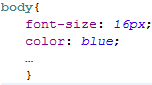 body{
    font-size: 16px;
    color: blue;
    …
    }